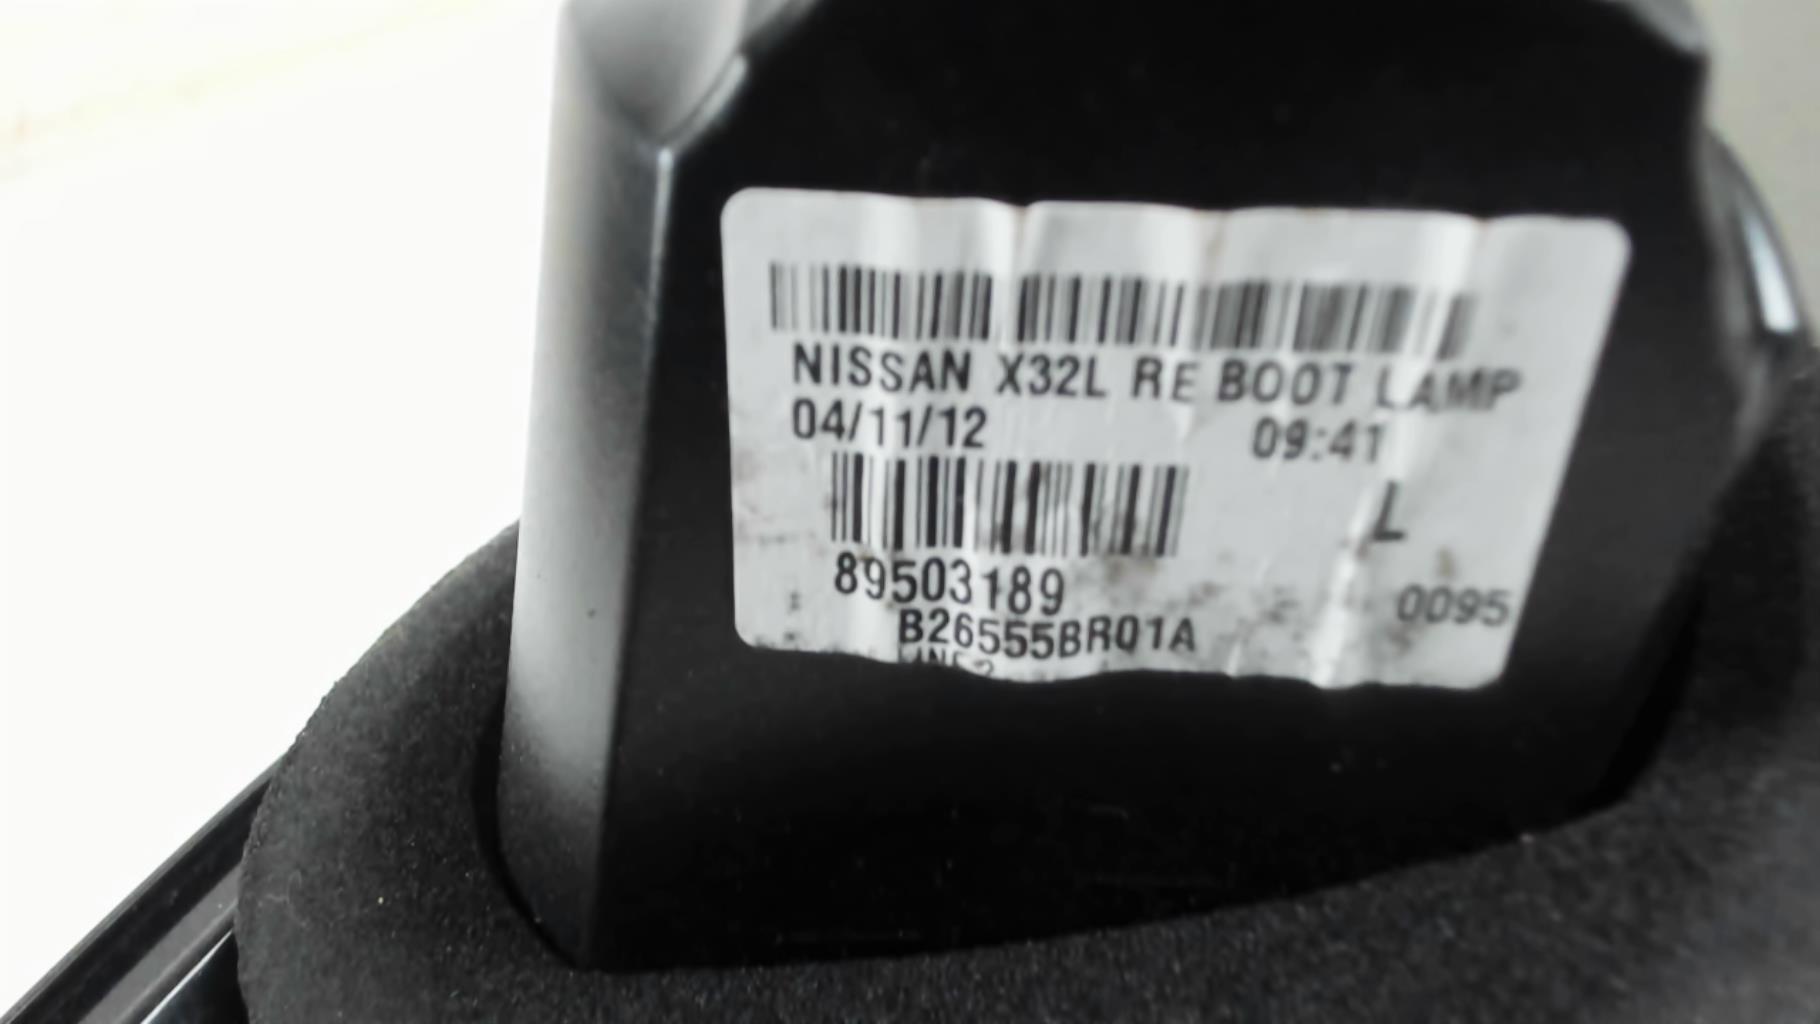 NISSAN X32L RE BOOT LAMP
04/11/12 09:41
L
89503189 0095
B26555BR01A